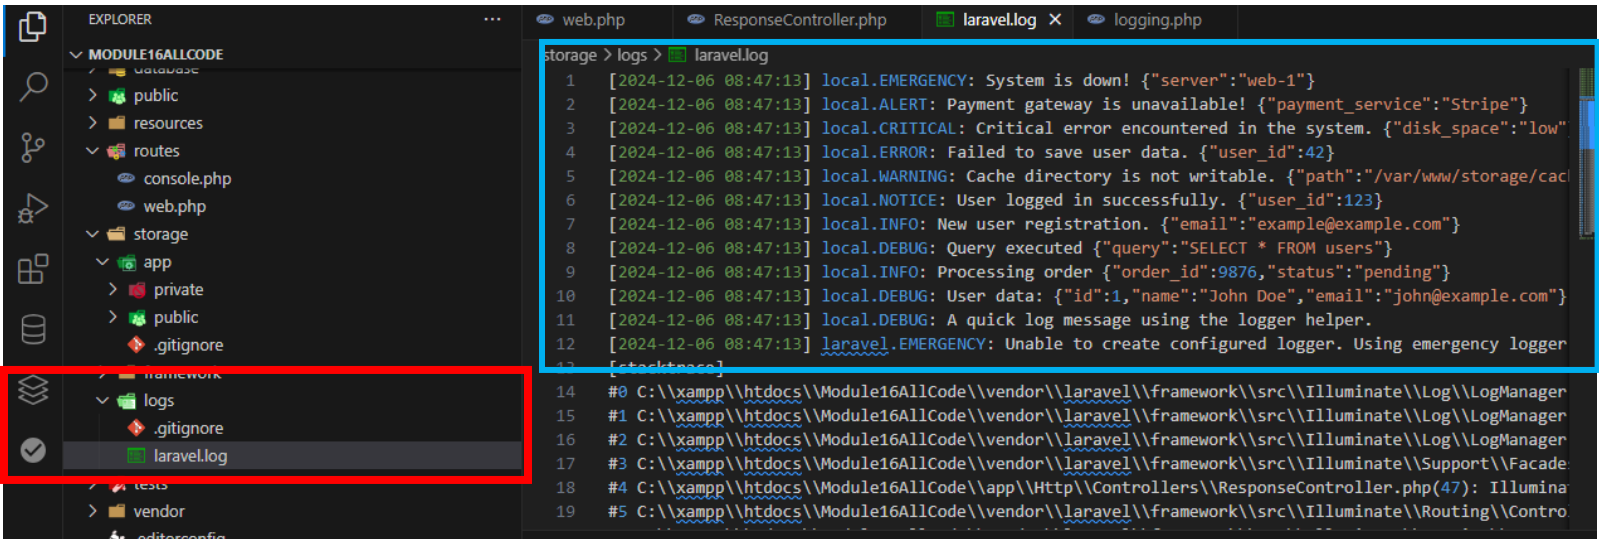 EXPLORER
...
MODULE16ALLCODE
database
public
resources
routes
console.php
web.php
storage
app
private
public
.gitignore
framework
logs
.gitignore
laravel.log
tests
vendor
.editorconfig
web.php
ResponseController.php
laravel.log
logging.php
storage > logs > laravel.log
1 [2024-12-06 08:47:13] local.EMERGENCY: System is down! {"server":"web-1"}
2 [2024-12-06 08:47:13] local.ALERT: Payment gateway is unavailable! {"payment_service":"Stripe"}
3 [2024-12-06 08:47:13] local.CRITICAL: Critical error encountered in the system. {"disk_space":"low"
4 [2024-12-06 08:47:13] local.ERROR: Failed to save user data. {"user_id":42}
5 [2024-12-06 08:47:13] local.WARNING: Cache directory is not writable. {"path":"/var/www/storage/cac
6 [2024-12-06 08:47:13] local.NOTICE: User logged in successfully. {"user_id":123}
7 [2024-12-06 08:47:13] local.INFO: New user registration. {"email":"example@example.com"}
8 [2024-12-06 08:47:13] local.DEBUG: Query executed {"query":"SELECT * FROM users"}
9 [2024-12-06 08:47:13] local.INFO: Processing order {"order_id":9876,"status":"pending"}
10 [2024-12-06 08:47:13] local.DEBUG: User data: {"id":1,"name":"John Doe","email":"john@example.com"}
11 [2024-12-06 08:47:13] local.DEBUG: A quick log message using the logger helper.
12 [2024-12-06 08:47:13] laravel.EMERGENCY: Unable to create configured logger. Using emergency logger
13 [stacktrace]
14 #0 C:\\xampp\\htdocs\\Module16AllCode\\vendor\\laravel\\framework\\src\\Illuminate\\Log\\LogManager
15 #1 C:\\xampp\\htdocs\\Module16AllCode\\vendor\\laravel\\framework\\src\\Illuminate\\Log\\LogManager
16 #2 C:\\xampp\\htdocs\\Module16AllCode\\vendor\\laravel\\framework\\src\\Illuminate\\Log\\LogManager
17 #3 C:\\xampp\\htdocs\\Module16AllCode\\vendor\\laravel\\framework\\src\\Illuminate\\Support\\Facade
18 #4 C:\\xampp\\htdocs\\Module16AllCode\\app\\Http\\Controllers\\ResponseController.php(47): Illumina
19 #5 C:\\xampp\\htdocs\\Module16AllCode\\vendor\\laravel\\framework\\src\\Illuminate\\Routing\\Contro